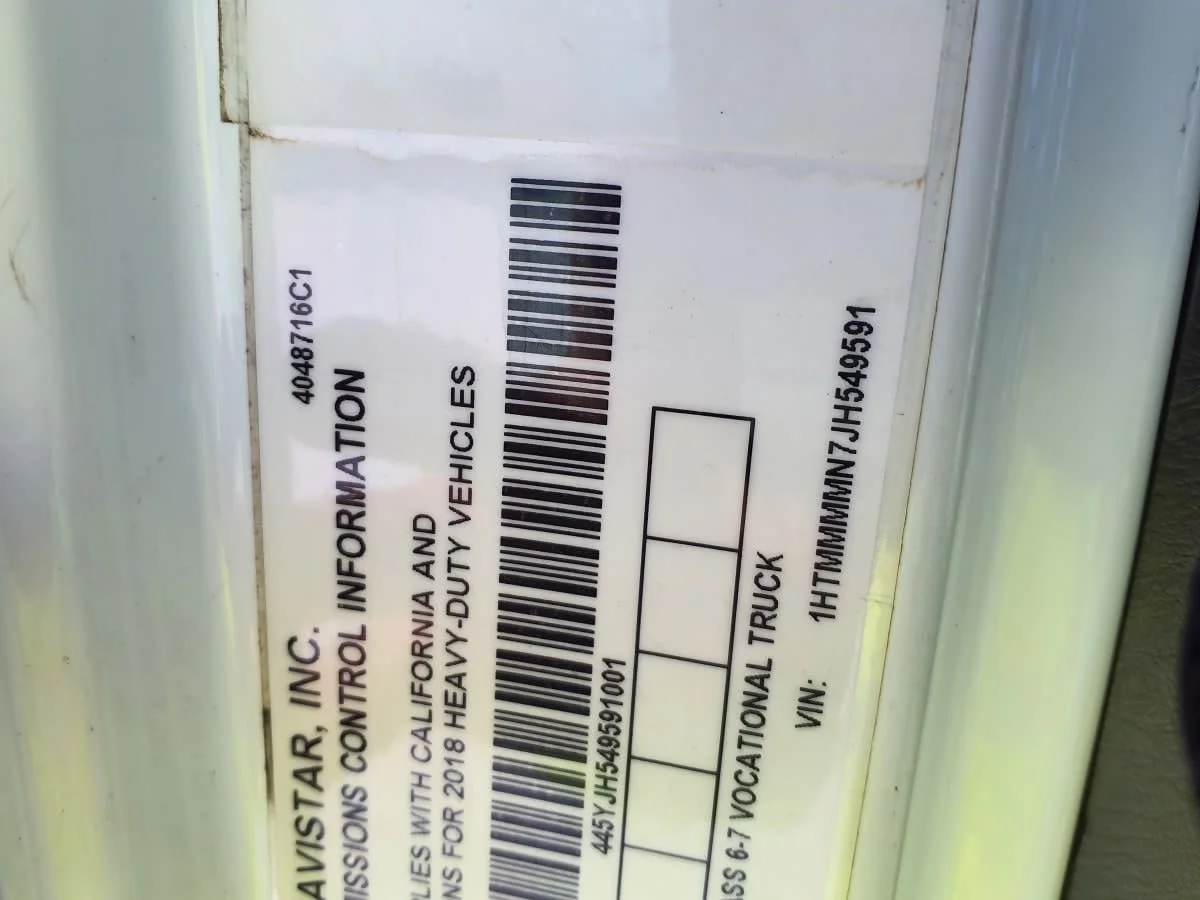 4048716C1
AVISTAR, INC.
ISSIONS CONTROL INFORMATION
LIES WITH CALIFORNIA AND
NS FOR 2018 HEAVY-DUTY VEHICLES
445YJH549591001
ASS 6-7 VOCATIONAL TRUCK
VIN: 1HTMMMMN7JH549591